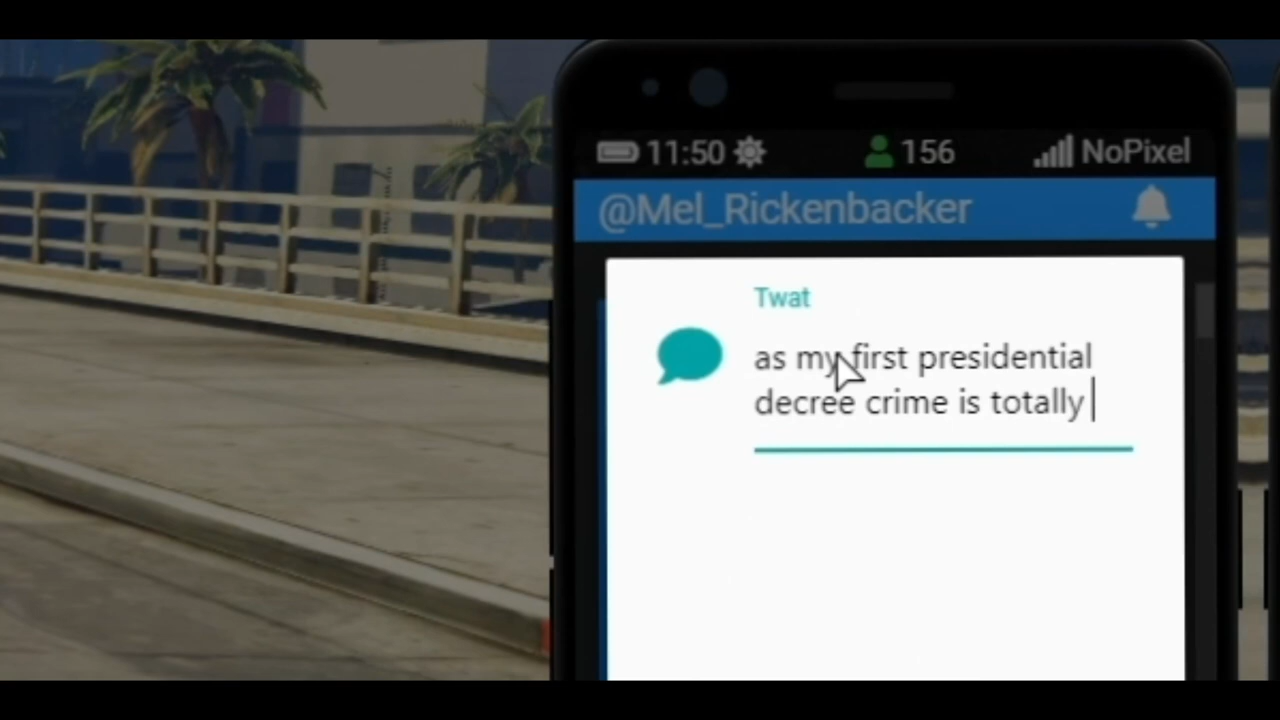 11:50 156 NoPixel
@Mel_Rickenbacker
Twat
as my first presidential
decree crime is totally